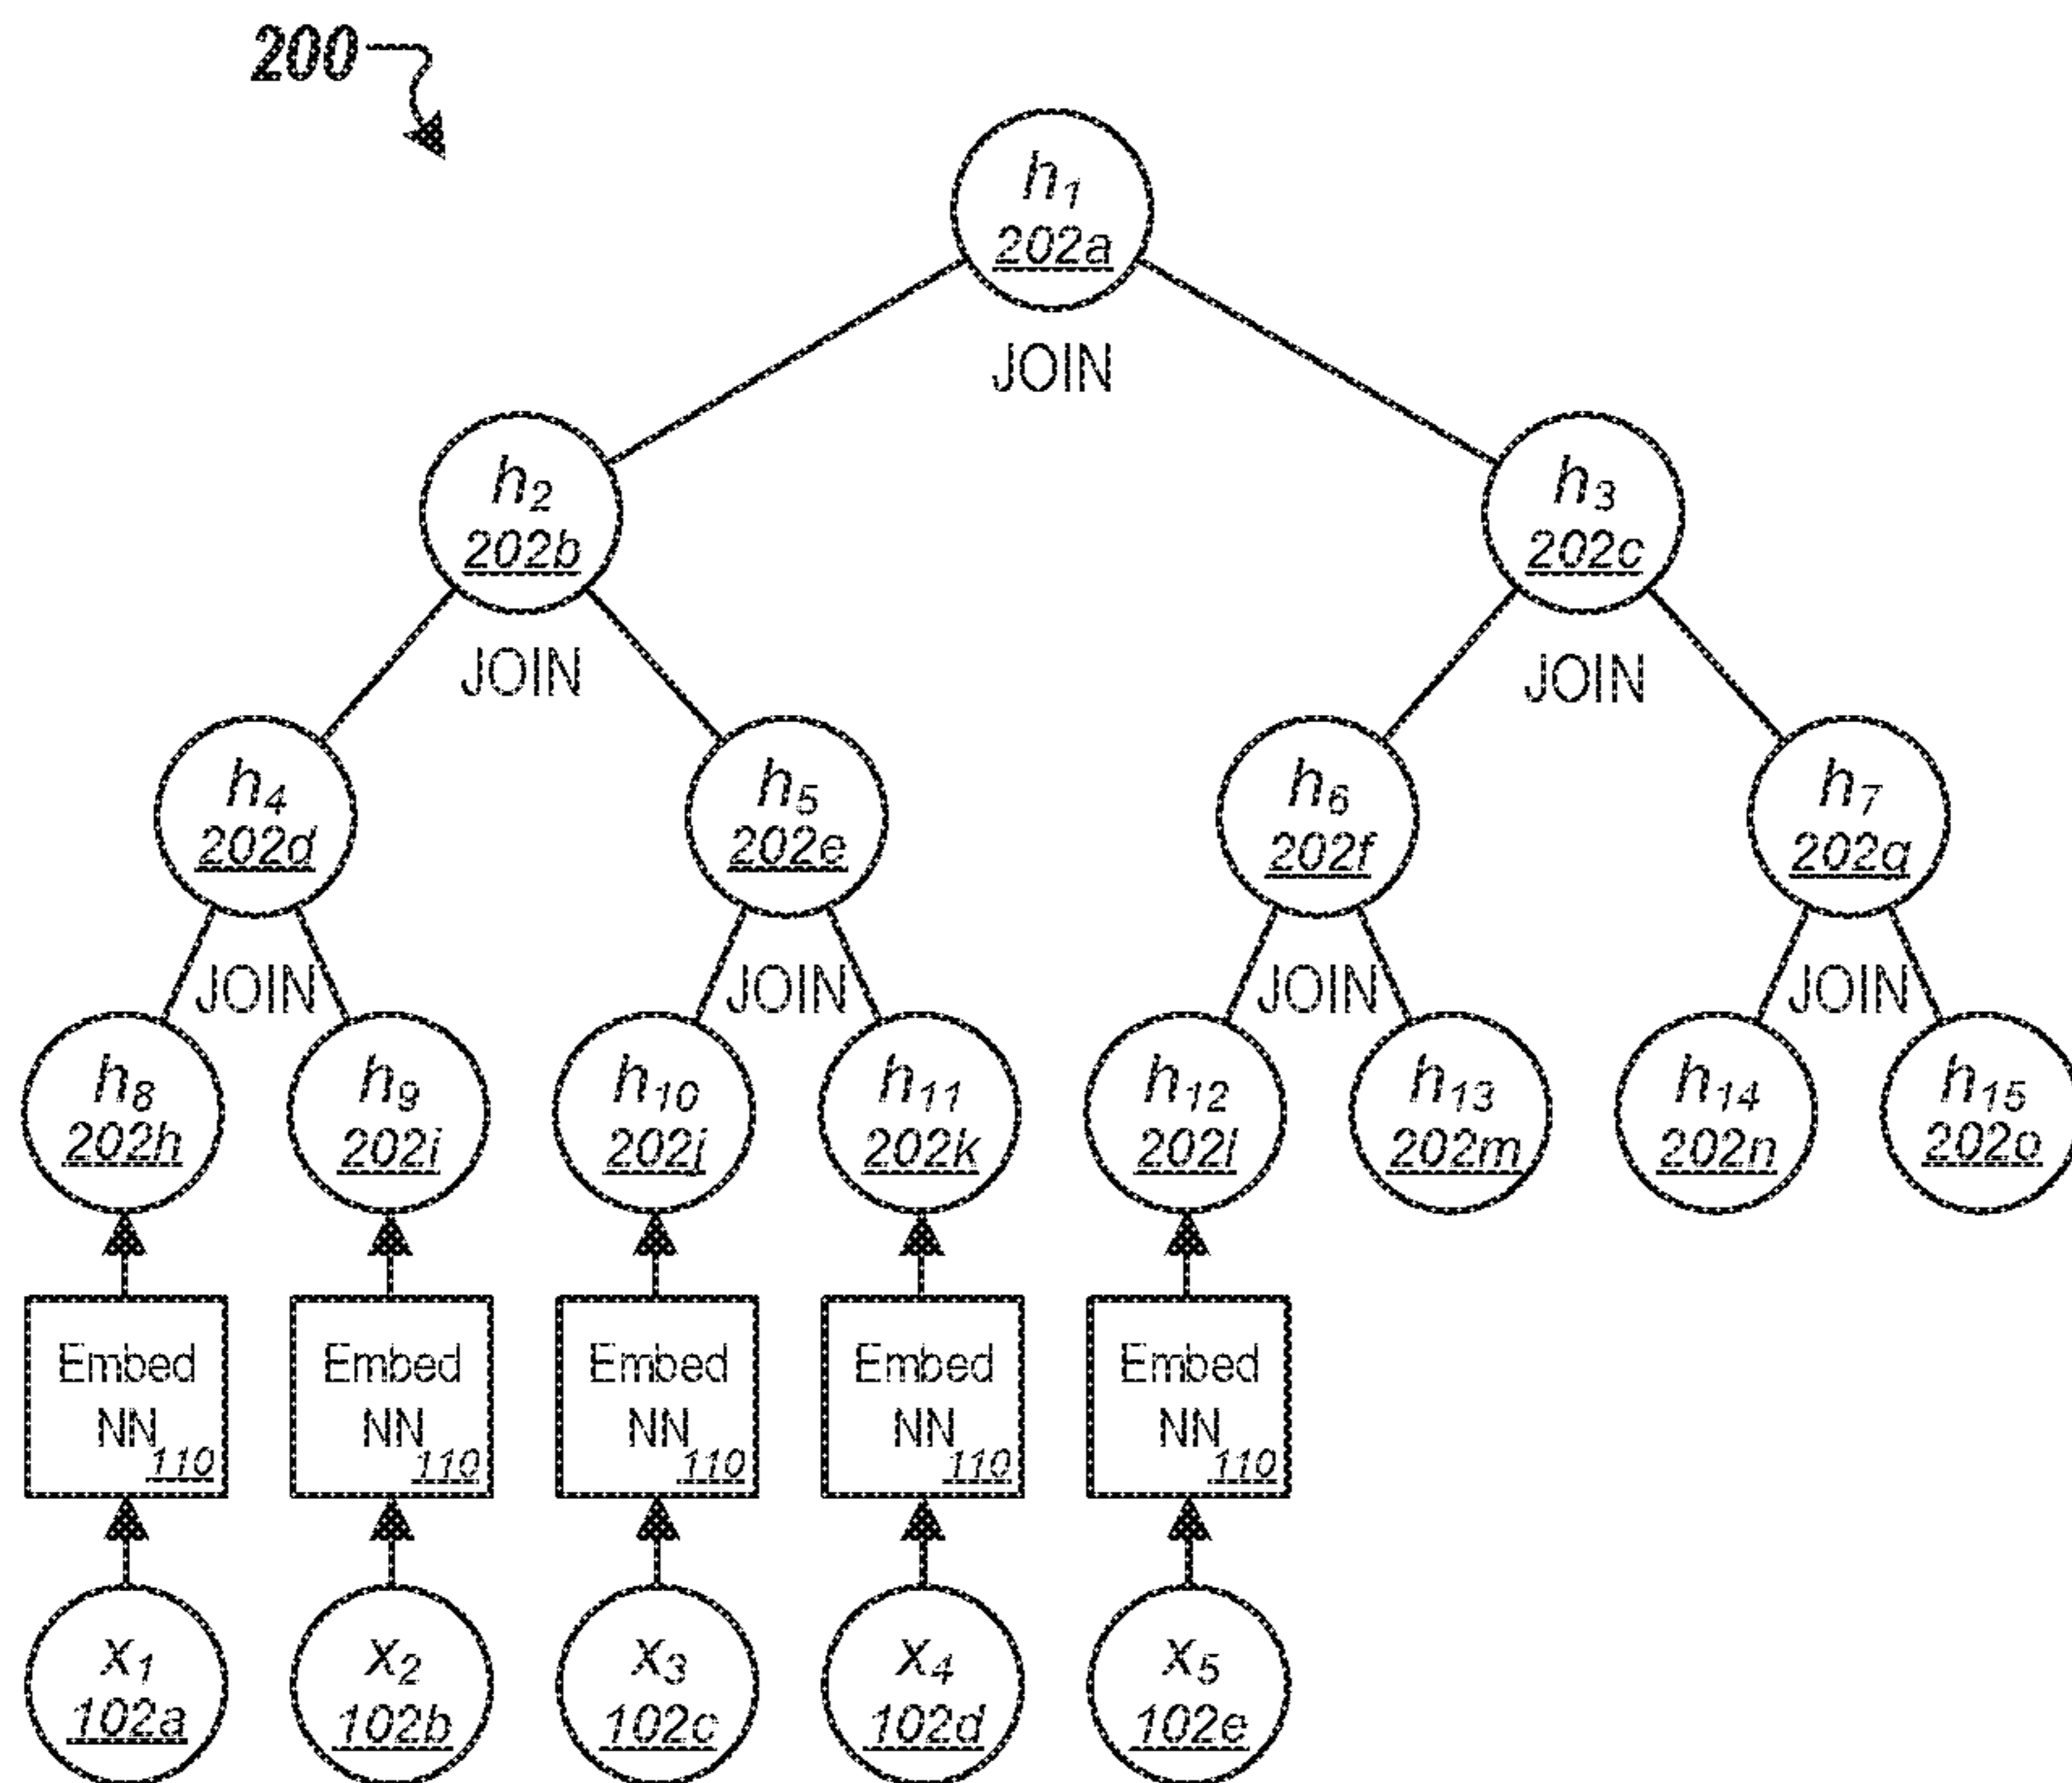 200
h1
202a
JOIN
h2
202b
h3
202c
JOIN
JOIN
h4
202d
h5
202e
h6
202f
h7
202g
JOIN
JOIN
JOIN
JOIN
h8
202h
h9
202i
h10
202j
h11
202k
h12
202l
h13
202m
h14
202n
h15
202o
Embed
NN 110
Embed
NN 110
Embed
NN 110
Embed
NN 110
Embed
NN 110
x1
102a
x2
102b
x3
102c
x4
102d
x5
102e